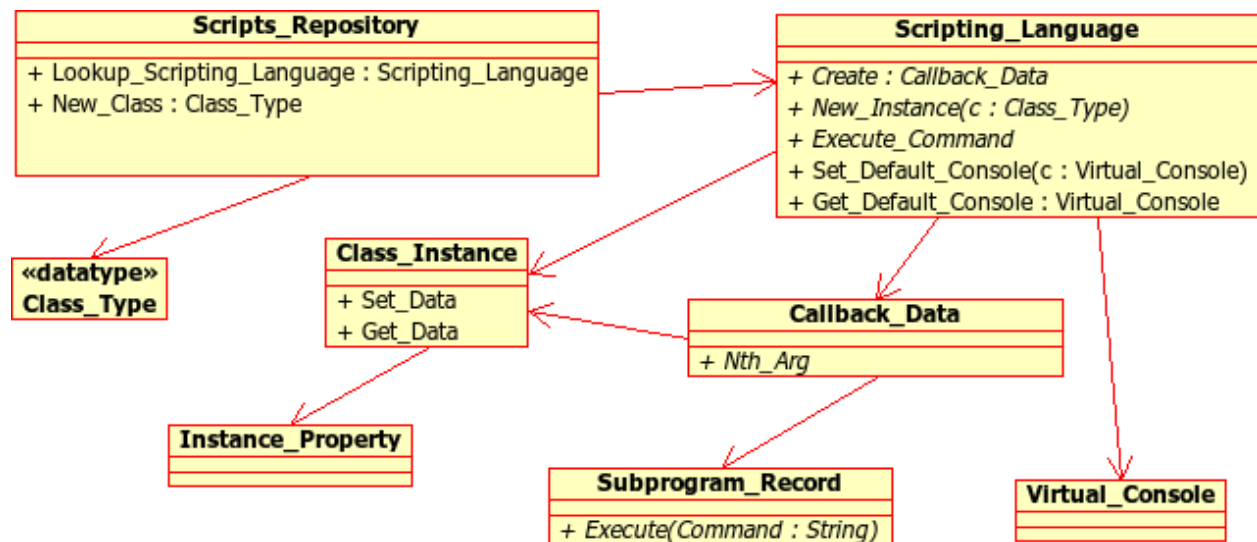 Scripts_Repository
+ Lookup_Scripting_Language : Scripting_Language
+ New_Class : Class_Type
Scripting_Language
+ Create : Callback_Data
+ New_Instance(c : Class_Type)
+ Execute_Command
+ Set_Default_Console(c : Virtual_Console)
+ Get_Default_Console : Virtual_Console
«datatype»
Class_Type
Class_Instance
+ Set_Data
+ Get_Data
Callback_Data
+ Nth_Arg
Instance_Property
Subprogram_Record
+ Execute(Command : String)
Virtual_Console